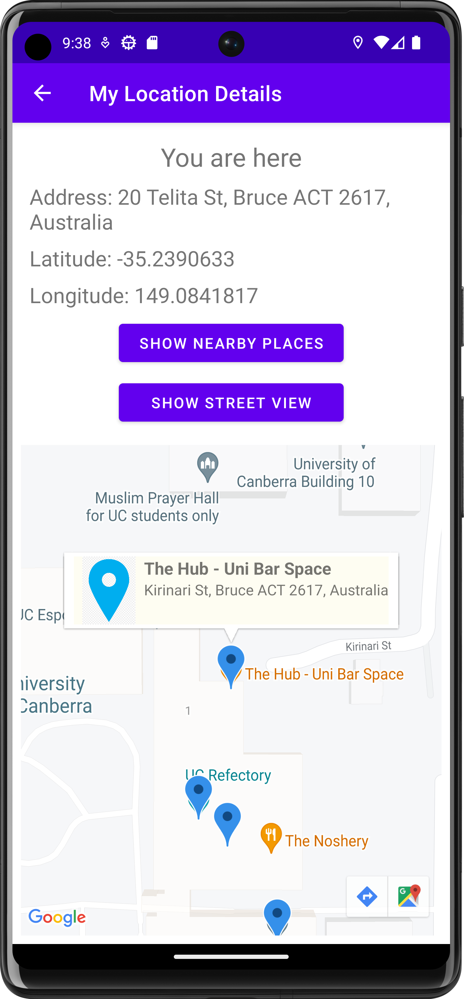 9:38
My Location Details
You are here
Address: 20 Telita St, Bruce ACT 2617,
Australia
Latitude: -35.2390633
Longitude: 149.0841817
SHOW NEARBY PLACES
SHOW STREET VIEW
University of
Canberra Building 10
Muslim Prayer Hall
for UC students only
The Hub - Uni Bar Space
Kirinari St, Bruce ACT 2617, Australia
UC Esp
Kirinari St
The Hub - Uni Bar Space
niversity
Canberra
1
UC Refectory
The Noshery
G
Google